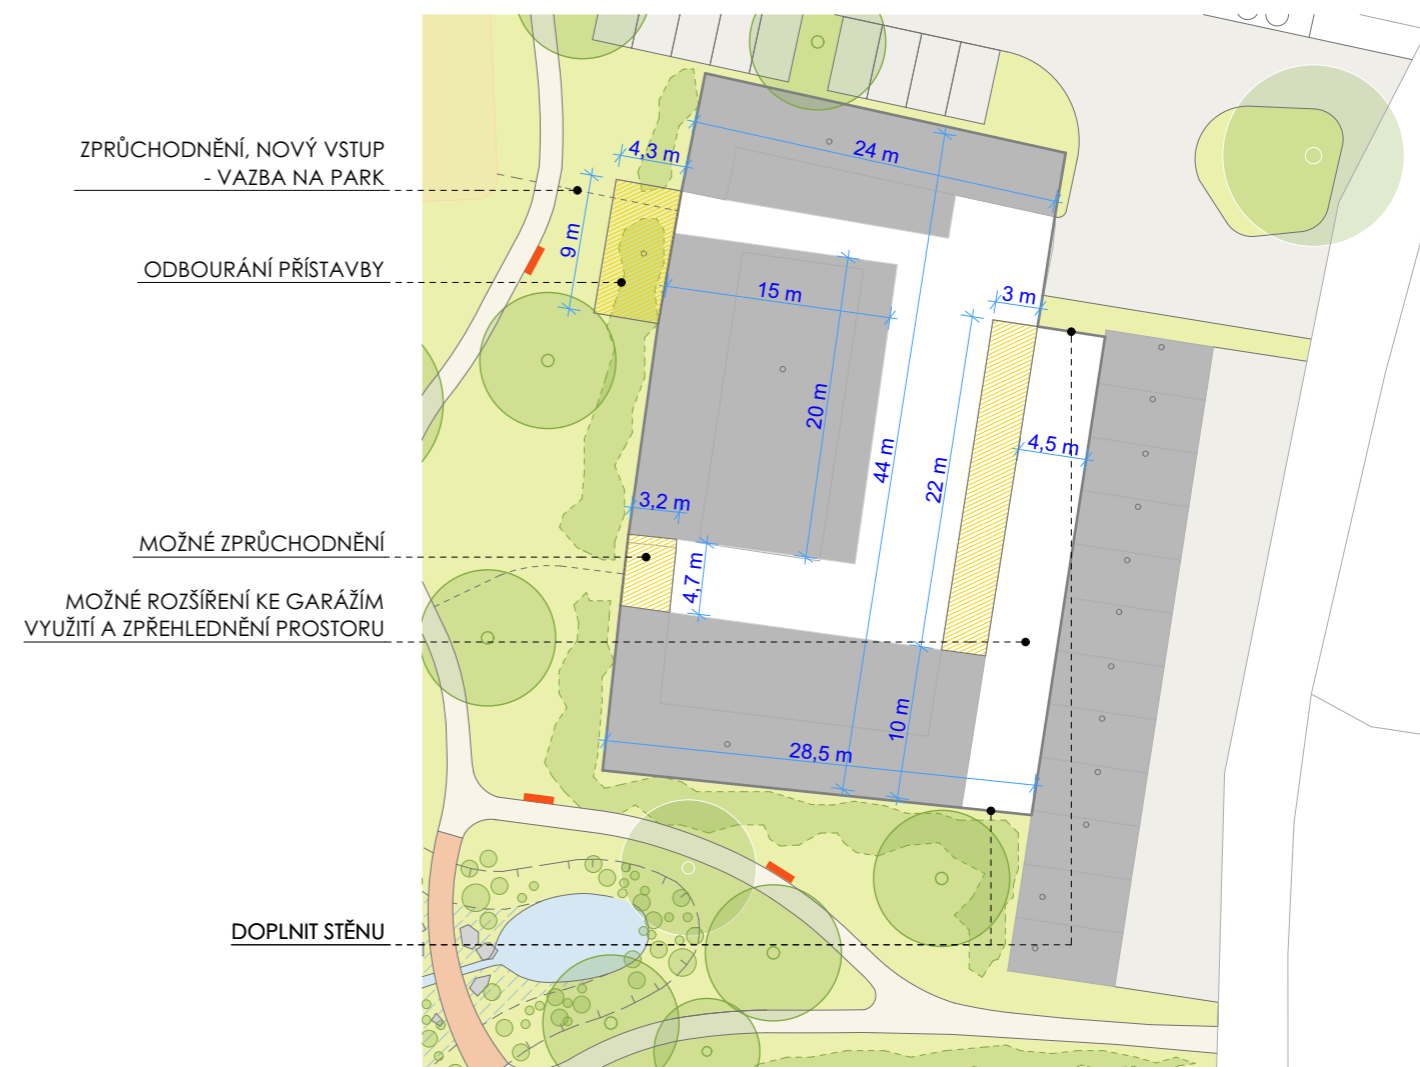 ZPRŮCHODNĚNÍ, NOVÝ VSTUP
- VAZBA NA PARK
ODBOURÁNÍ PŘÍSTAVBY
MOŽNÉ ZPRŮCHODNĚNÍ
MOŽNÉ ROZŠÍŘENÍ KE GARÁŽÍM
VYUŽITÍ A ZPŘEHLEDNĚNÍ PROSTORU
DOPLNIT STĚNU
4,3 m
24 m
9 m
15 m
3 m
20 m
44 m
22 m
4,5 m
3,2 m
4,7 m
10 m
28,5 m